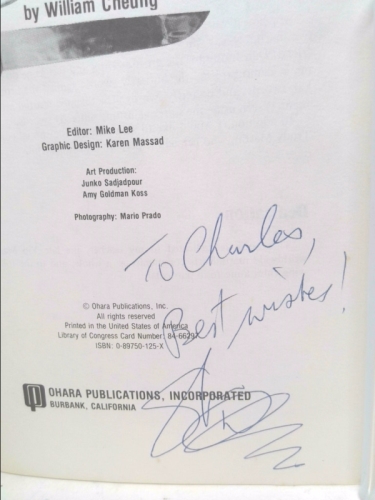 by William Cheung
Editor: Mike Lee
Graphic Design: Karen Massad
Art Production:
Junko Sadjadpour
Amy Goldman Koss
Photography: Mario Prado
To Charles,
© Ohara Publications, Inc.
All rights reserved
Printed in the United States of America
Library of Congress Card Number: 84-66297
ISBN: 0-89750-125-X
Best wishes!
OHARA PUBLICATIONS, INCORPORATED
BURBANK, CALIFORNIA